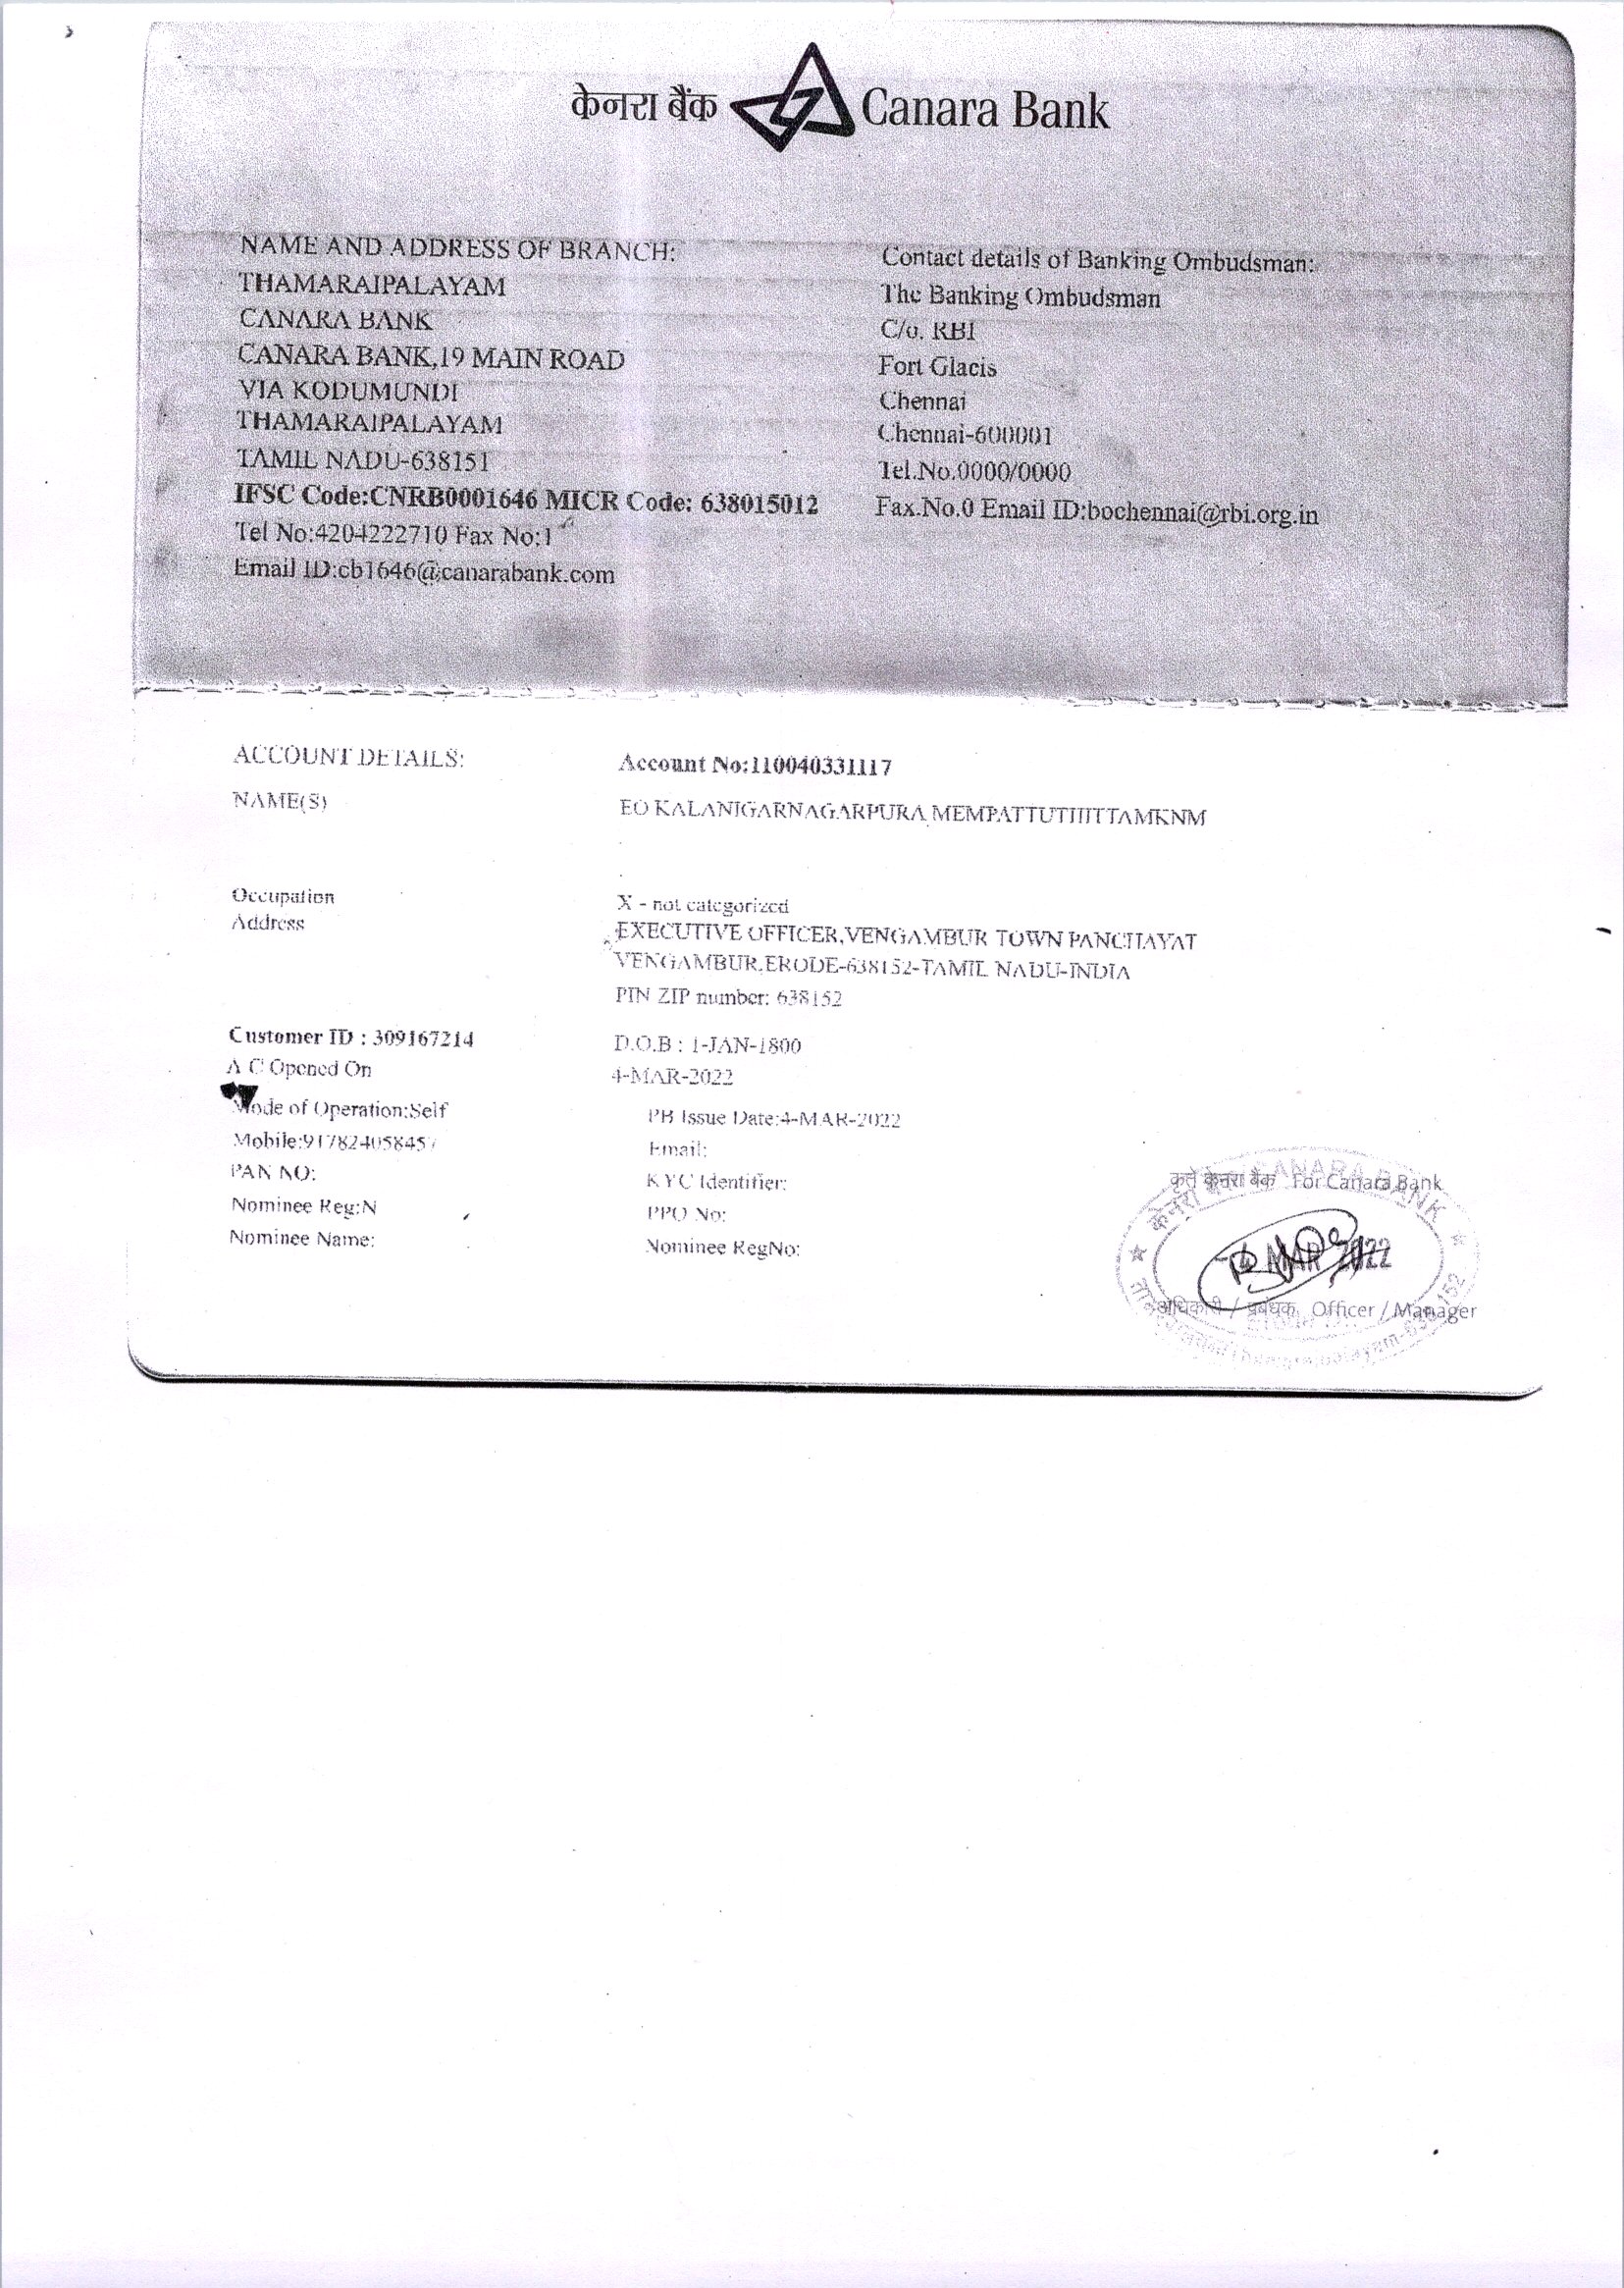 केनरा बैंक Canara Bank
NAME AND ADDRESS OF BRANCH:
THAMARAIPALAYAM
CANARA BANK
CANARA BANK,19 MAIN ROAD
VIA KODUMUNDI
THAMARAIPALAYAM
TAMIL NADU-638151
IFSC Code:CNRB0001646 MICR Code: 638015012
Tel No:4204222710 Fax No:1
Email ID:cb1646@canarabank.com
Contact details of Banking Ombudsman:
The Banking Ombudsman
C/o. RBI
Fort Glacis
Chennai
Chennai-600001
Tel.No.0000/0000
Fax.No.0 Email ID:bochennai@rbi.org.in
ACCOUNT DETAILS: Account No:110040331117
NAME(S) EO KALANIGARNAGARPURA MEMPATTUTHITTAMKNM
Occupation X - not categorized
Address EXECUTIVE OFFICER,VENGAMBUR TOWN PANCHAYAT
VENGAMBUR,ERODE-638152-TAMIL NADU-INDIA
PIN ZIP number: 638152
Customer ID : 309167214 D.O.B : 1-JAN-1800
A C Opened On 4-MAR-2022
Mode of Operation:Self PB Issue Date:4-MAR-2022
Mobile:917824058457 Email:
PAN NO: KYC Identifier:
Nominee Reg:N PPO No:
Nominee Name: Nominee RegNo:
कृते केनरा बैंक For Canara Bank
केनरा बैंक CANARA BANK
4 MAR 2022
अधिकारी / प्रबंधक Officer / Manager